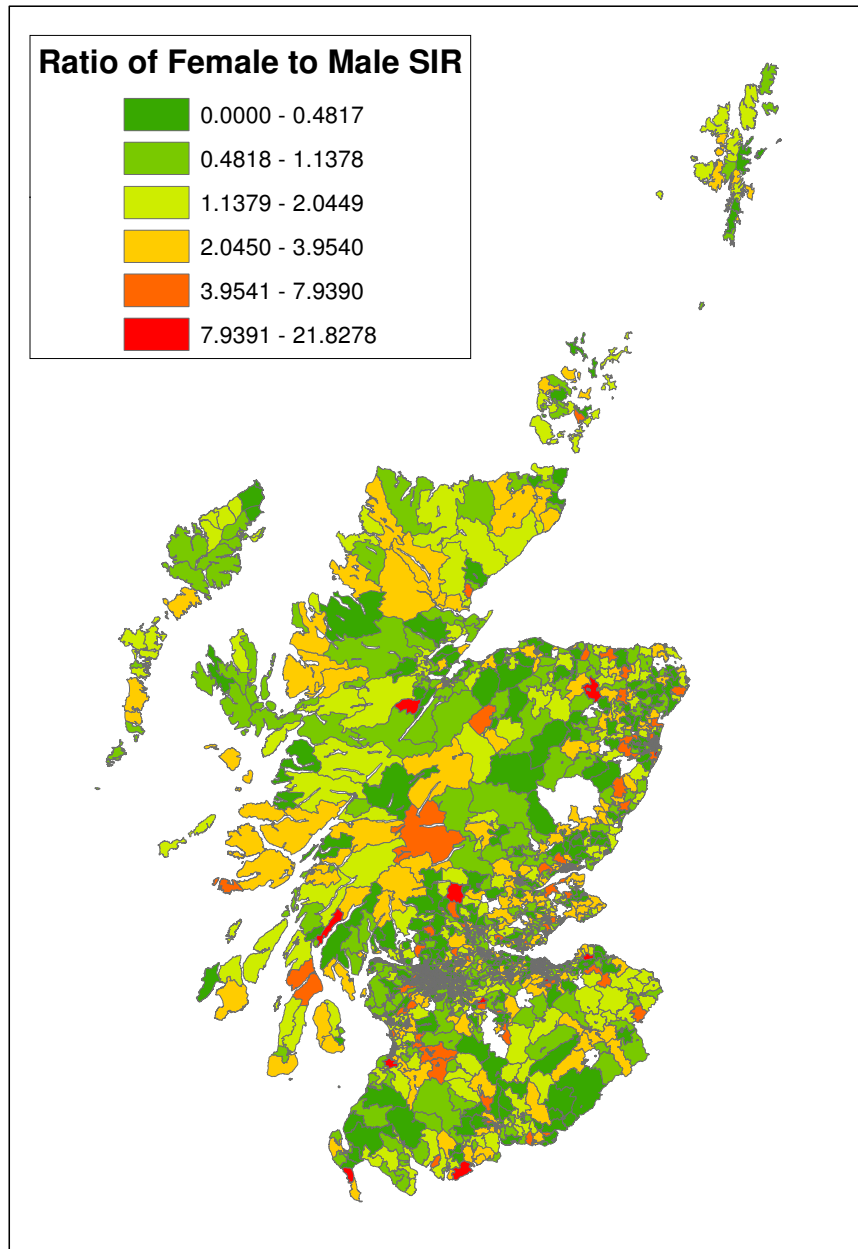 Ratio of Female to Male SIR
0.0000 - 0.4817
0.4818 - 1.1378
1.1379 - 2.0449
2.0450 - 3.9540
3.9541 - 7.9390
7.9391 - 21.8278